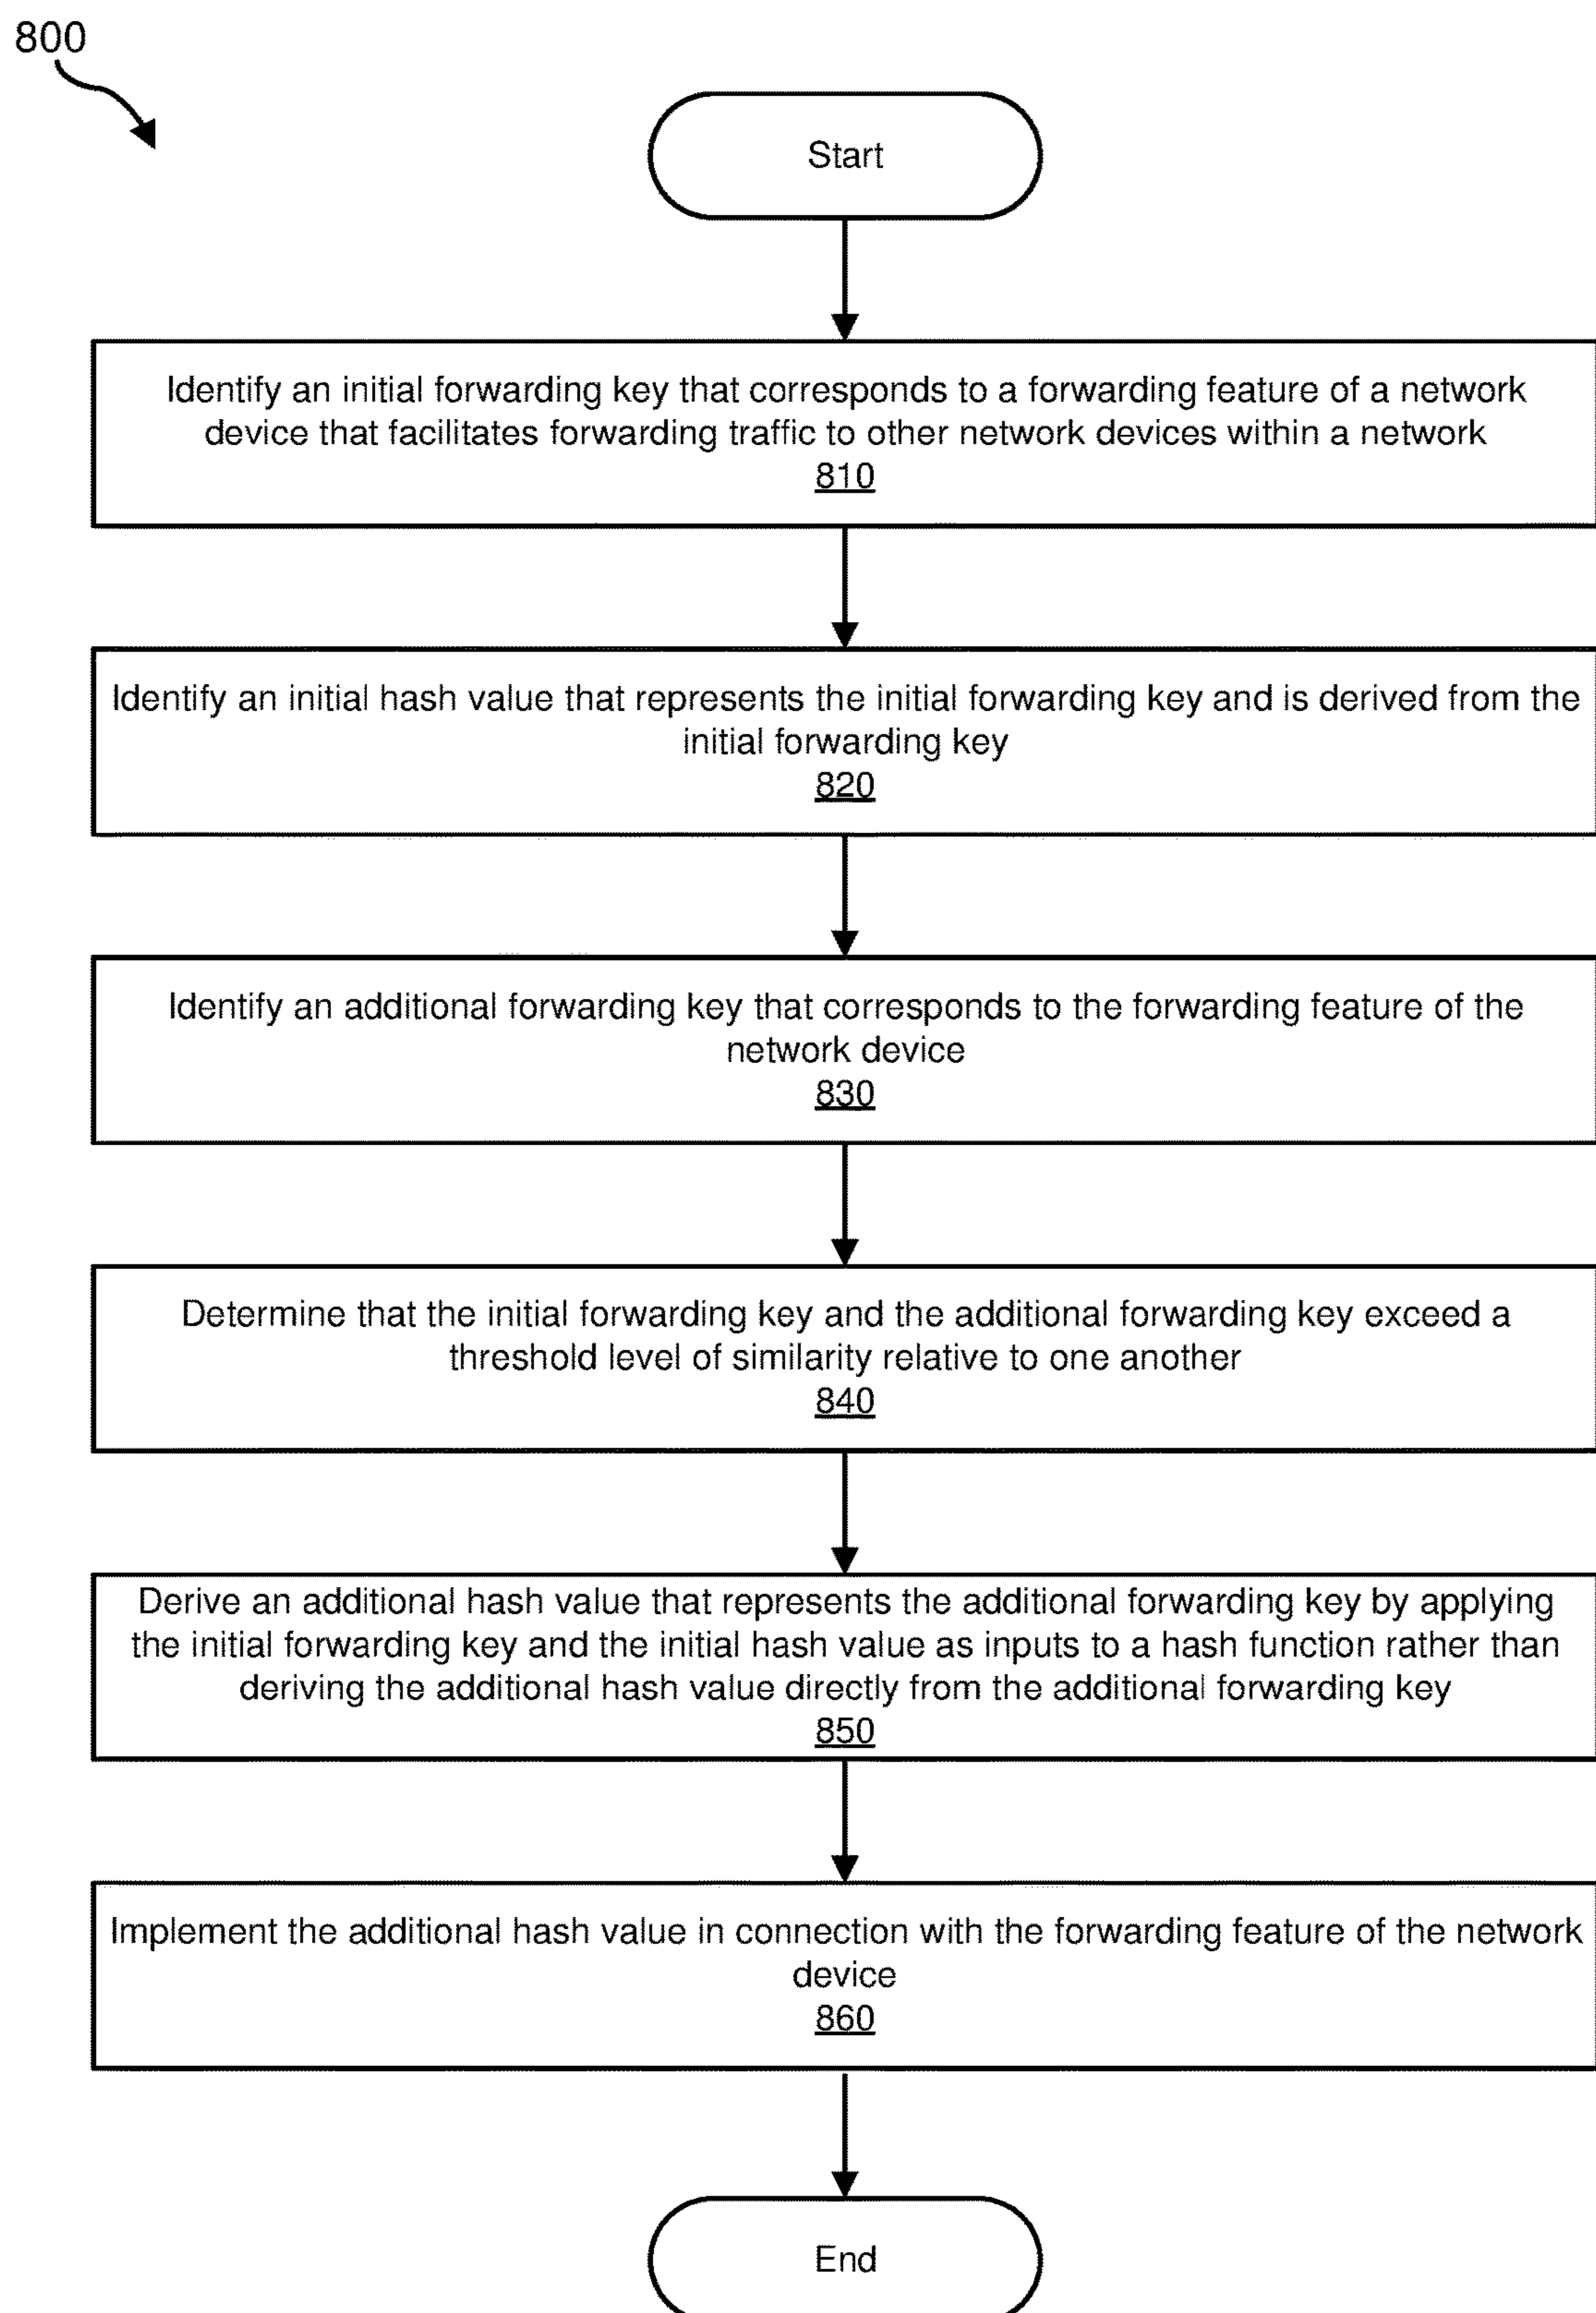 800
Start
Identify an initial forwarding key that corresponds to a forwarding feature of a network
device that facilitates forwarding traffic to other network devices within a network
810
Identify an initial hash value that represents the initial forwarding key and is derived from the
initial forwarding key
820
Identify an additional forwarding key that corresponds to the forwarding feature of the
network device
830
Determine that the initial forwarding key and the additional forwarding key exceed a
threshold level of similarity relative to one another
840
Derive an additional hash value that represents the additional forwarding key by applying
the initial forwarding key and the initial hash value as inputs to a hash function rather than
deriving the additional hash value directly from the additional forwarding key
850
Implement the additional hash value in connection with the forwarding feature of the network
device
860
End